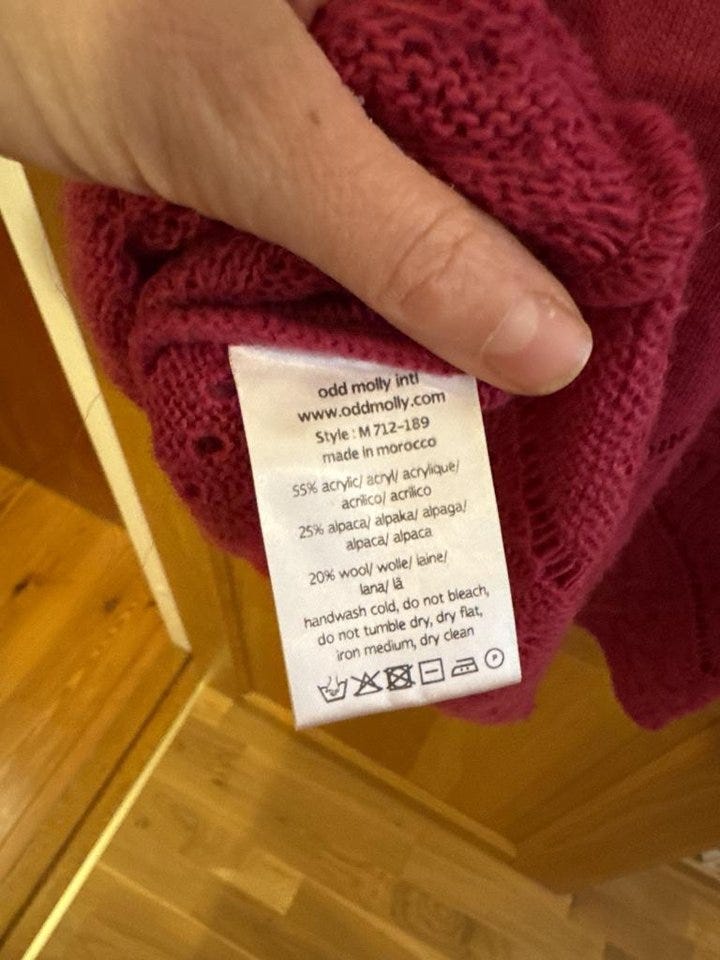 odd molly intl
www.oddmolly.com
Style : M 712-189
made in morocco
55% acrylic/ acryl/ acrylique/
acrilico/ acrílico
25% alpaca/ alpaka/ alpaga/
alpaca/ alpaca
20% wool/ wolle/ laine/
lana/ lã
handwash cold, do not bleach,
do not tumble dry, dry flat,
iron medium, dry clean
P